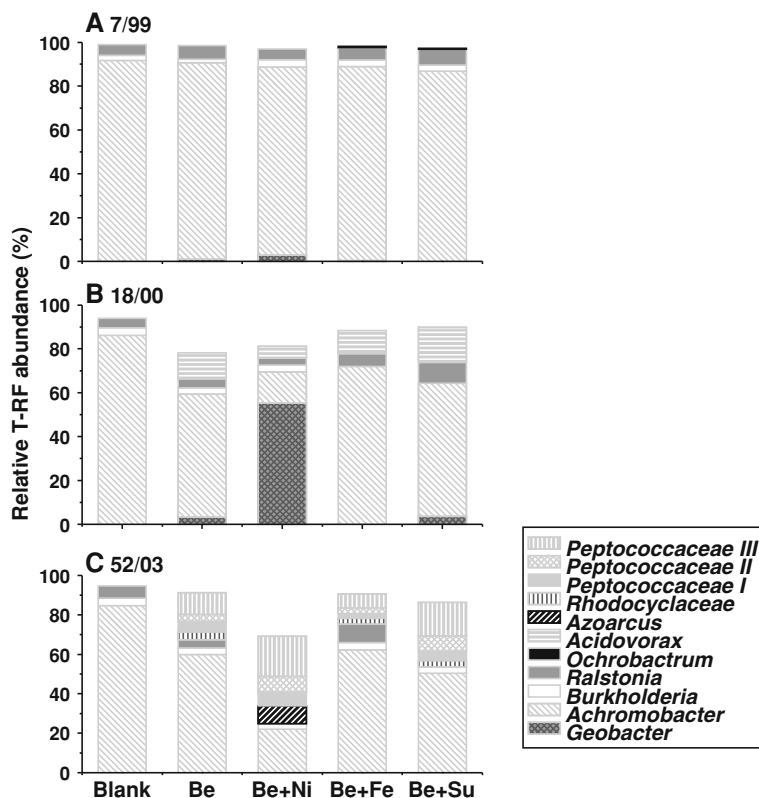 A 7/99
100
80
60
40
20
0
B 18/00
100
80
60
40
20
0
C 52/03
100
80
60
40
20
0
Relative T-RF abundance (%)
Blank Be Be+Ni Be+Fe Be+Su
Peptococcaceae III
Peptococcaceae II
Peptococcaceae I
Rhodocyclaceae
Azoarcus
Acidovorax
Ochrobactrum
Ralstonia
Burkholderia
Achromobacter
Geobacter